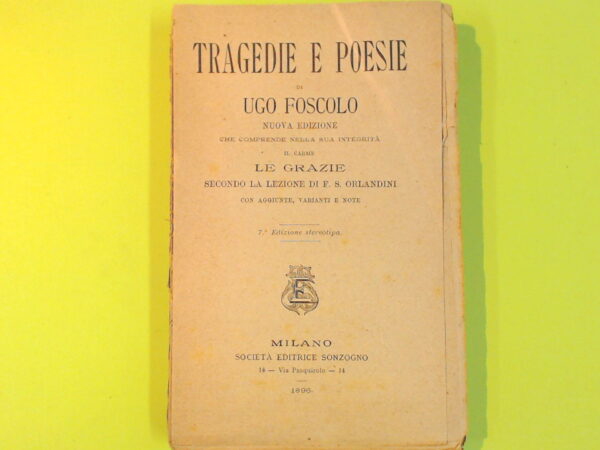 TRAGEDIE E POESIE
DI
UGO FOSCOLO
NUOVA EDIZIONE
CHE COMPRENDE NELLA SUA INTEGRITÀ
IL CARME
LE GRAZIE
SECONDO LA LEZIONE DI F. S. ORLANDINI
CON AGGIUNTE, VARIANTI E NOTE
7.ª Edizione stereotipa.
E
MILANO
SOCIETÀ EDITRICE SONZOGNO
14 — Via Pasquirolo — 14
1896.